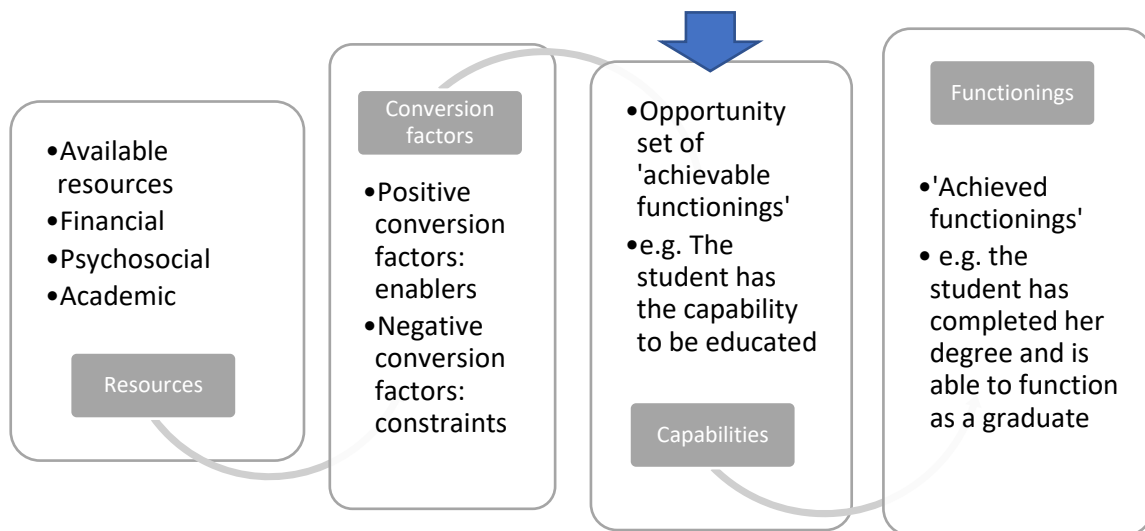 •Available
resources
•Financial
•Psychosocial
•Academic
Resources
Conversion
factors
•Positive
conversion
factors:
enablers
•Negative
conversion
factors:
constraints
•Opportunity
set of
'achievable
functionings'
•e.g. The
student has
the capability
to be educated
Capabilities
Functionings
•'Achieved
functionings'
• e.g. the
student has
completed her
degree and is
able to function
as a graduate